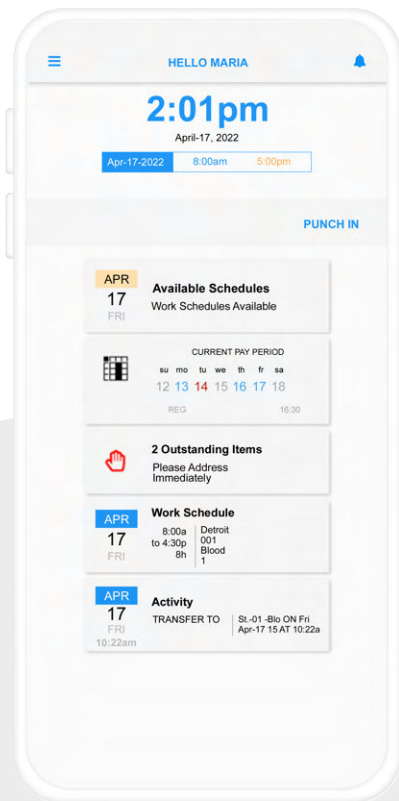 HELLO MARIA
2:01pm
April-17, 2022
Apr-17-2022 8:00am 5:00pm
PUNCH IN
APR
17
FRI
Available Schedules
Work Schedules Available
CURRENT PAY PERIOD
su mo tu we th fr sa
12 13 14 15 16 17 18
REG 16:30
2 Outstanding Items
Please Address
Immediately
APR
17
FRI
Work Schedule
8:00a
to 4:30p
8h
Detroit
001
Blood
1
APR
17
FRI
10:22am
Activity
TRANSFER TO
St.-01 -Blo ON Fri
Apr-17 15 AT 10:22a